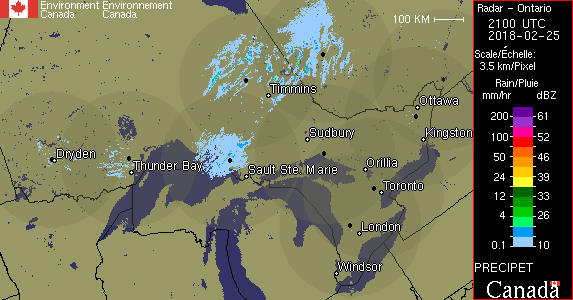 Environment Environnement
Canada Canada
100 KM
Timmins
Ottawa
Sudbury
Kingston
Dryden
Thunder Bay
Sault Ste. Marie
Orillia
Toronto
London
Windsor
Radar - Ontario
2100 UTC
2018-02-25
Scale/Échelle:
3.5 km/Pixel
Rain/Pluie
mm/hr dBZ
200 61
100 52
50 46
24 39
12 33
4 26
0.1 10
PRECIPET
Canada